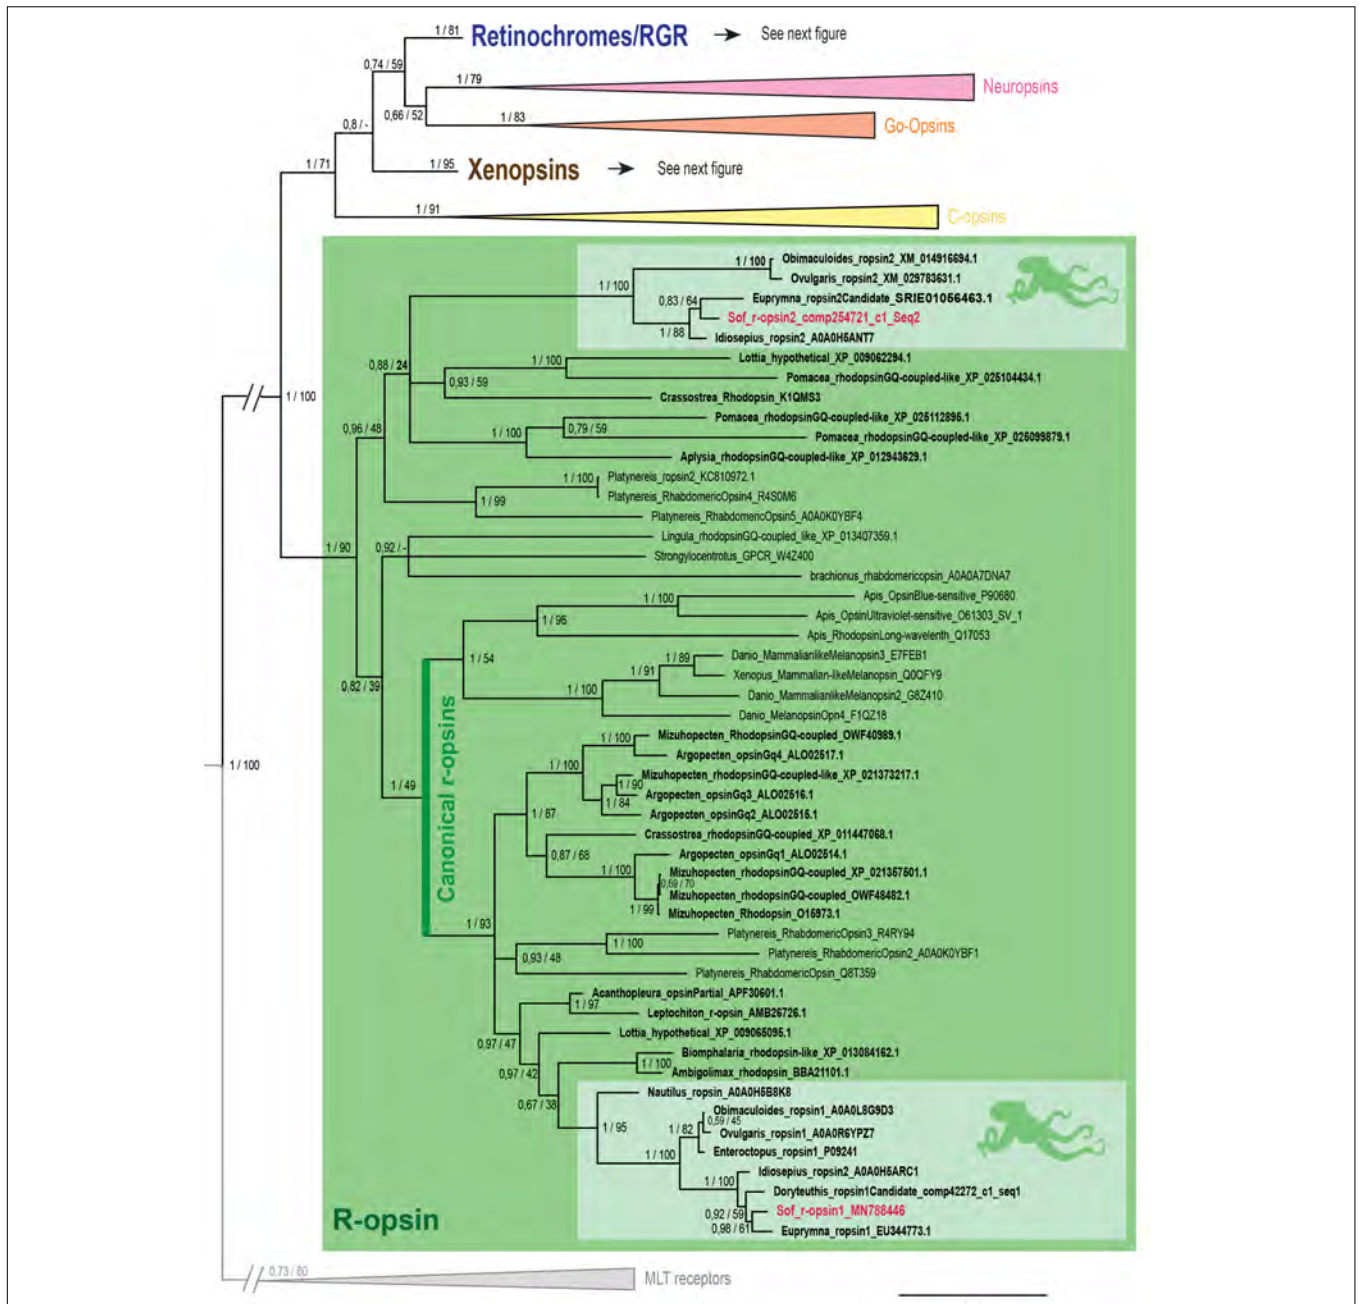 1 / 81
Retinochromes/RGR → See next figure
0,74 / 59
1 / 79
Neuropsins
0,66 / 52
1 / 83
Go-Opsins
0,8 / -
1 / 71
1 / 95
Xenopsins → See next figure
1 / 91
C-opsins
1 / 100
Obimaculoides_ropsin2_XM_014916694.1
Ovulgaris_ropsin2_XM_029783631.1
1 / 100
0,83 / 64
Euprymna_ropsin2Candidate_SRIE01056463.1
Sof_r-opsin2_comp254721_c1_Seq2
1 / 88
Idiosepius_ropsin2_A0A0H5ANT7
0,88 / 24
1 / 100
Lottia_hypothetical_XP_009062294.1
0,93 / 59
Pomacea_rhodopsinGQ-coupled-like_XP_025104434.1
1 / 100
Crassostrea_Rhodopsin_K1QMS3
0,96 / 48
Pomacea_rhodopsinGQ-coupled-like_XP_025112895.1
1 / 100
0,79 / 59
Pomacea_rhodopsinGQ-coupled-like_XP_025099879.1
Aplysia_rhodopsinGQ-coupled-like_XP_012943629.1
1 / 100
Platynereis_ropsin2_KC810972.1
Platynereis_RhabdomericOpsin4_R4S0M6
1 / 99
Platynereis_RhabdomericOpsin5_A0A0K0YBF4
1 / 90
0,92 / -
Lingula_rhodopsinGQ-coupled_like_XP_013407359.1
Strongylocentrotus_GPCR_W4Z400
brachionus_rhabdomericopsin_A0A0A7DNA7
1 / 100
Apis_OpsinBlue-sensitive_P90680
Apis_OpsinUltraviolet-sensitive_O61303_SV_1
1 / 96
Apis_RhodopsinLong-wavelenth_Q17053
1 / 54
1 / 89
Danio_MammalianlikeMelanopsin3_E7FEB1
1 / 91
Xenopus_Mammalian-likeMelanopsin_Q0QFY9
0,82 / 39
1 / 100
Danio_MammalianlikeMelanopsin2_G8Z410
Danio_MelanopsinOpn4_F1QZ18
Canonical r-opsins
Mizuhopecten_RhodopsinGQ-coupled_OWF40989.1
1 / 100
Argopecten_opsinGq4_ALO02517.1
1 / 100
Mizuhopecten_rhodopsinGQ-coupled-like_XP_021373217.1
1 / 49
1 / 90
Argopecten_opsinGq3_ALO02516.1
1 / 84
Argopecten_opsinGq2_ALO02515.1
1 / 87
Crassostrea_rhodopsinGQ-coupled_XP_011447068.1
0,87 / 68
Argopecten_opsinGq1_ALO02514.1
1 / 100
Mizuhopecten_rhodopsinGQ-coupled_XP_021357501.1
0,69 / 70
Mizuhopecten_rhodopsinGQ-coupled_OWF48482.1
1 / 99
Mizuhopecten_Rhodopsin_O15973.1
1 / 93
Platynereis_RhabdomericOpsin3_R4RY94
1 / 100
Platynereis_RhabdomericOpsin2_A0A0K0YBF1
0,93 / 48
Platynereis_RhabdomericOpsin_Q8T359
Acanthopleura_opsinPartial_APF30601.1
1 / 97
Leptochiton_r-opsin_AMB26726.1
0,97 / 47
Lottia_hypothetical_XP_009065095.1
Biomphalaria_rhodopsin-like_XP_013084162.1
0,97 / 42
1 / 100
Ambigolimax_rhodopsin_BBA21101.1
0,67 / 38
Nautilus_ropsin_A0A0H5B8K8
Obimaculoides_ropsin1_A0A0L8G9D3
1 / 95
1 / 82
0,59 / 45
Ovulgaris_ropsin1_A0A0R6YPZ7
Enteroctopus_ropsin1_P09241
1 / 100
1 / 100
Idiosepius_ropsin2_A0A0H5ARC1
Doryteuthis_ropsin1Candidate_comp42272_c1_seq1
0,92 / 59
Sof_r-opsin1_MN788446
0,98 / 61
Euprymna_ropsin1_EU344773.1
R-opsin
1 / 100
0,73 / 60
MLT receptors